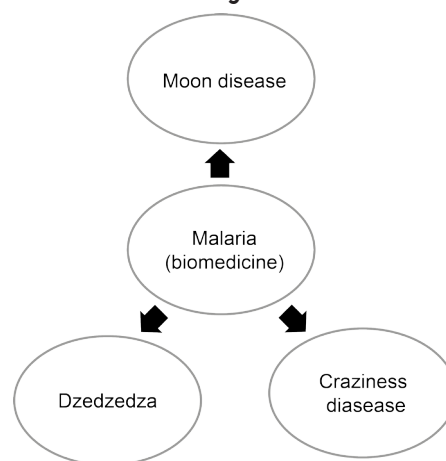 Moon disease
Malaria
(biomedicine)
Dzedzedza
Craziness
diasease